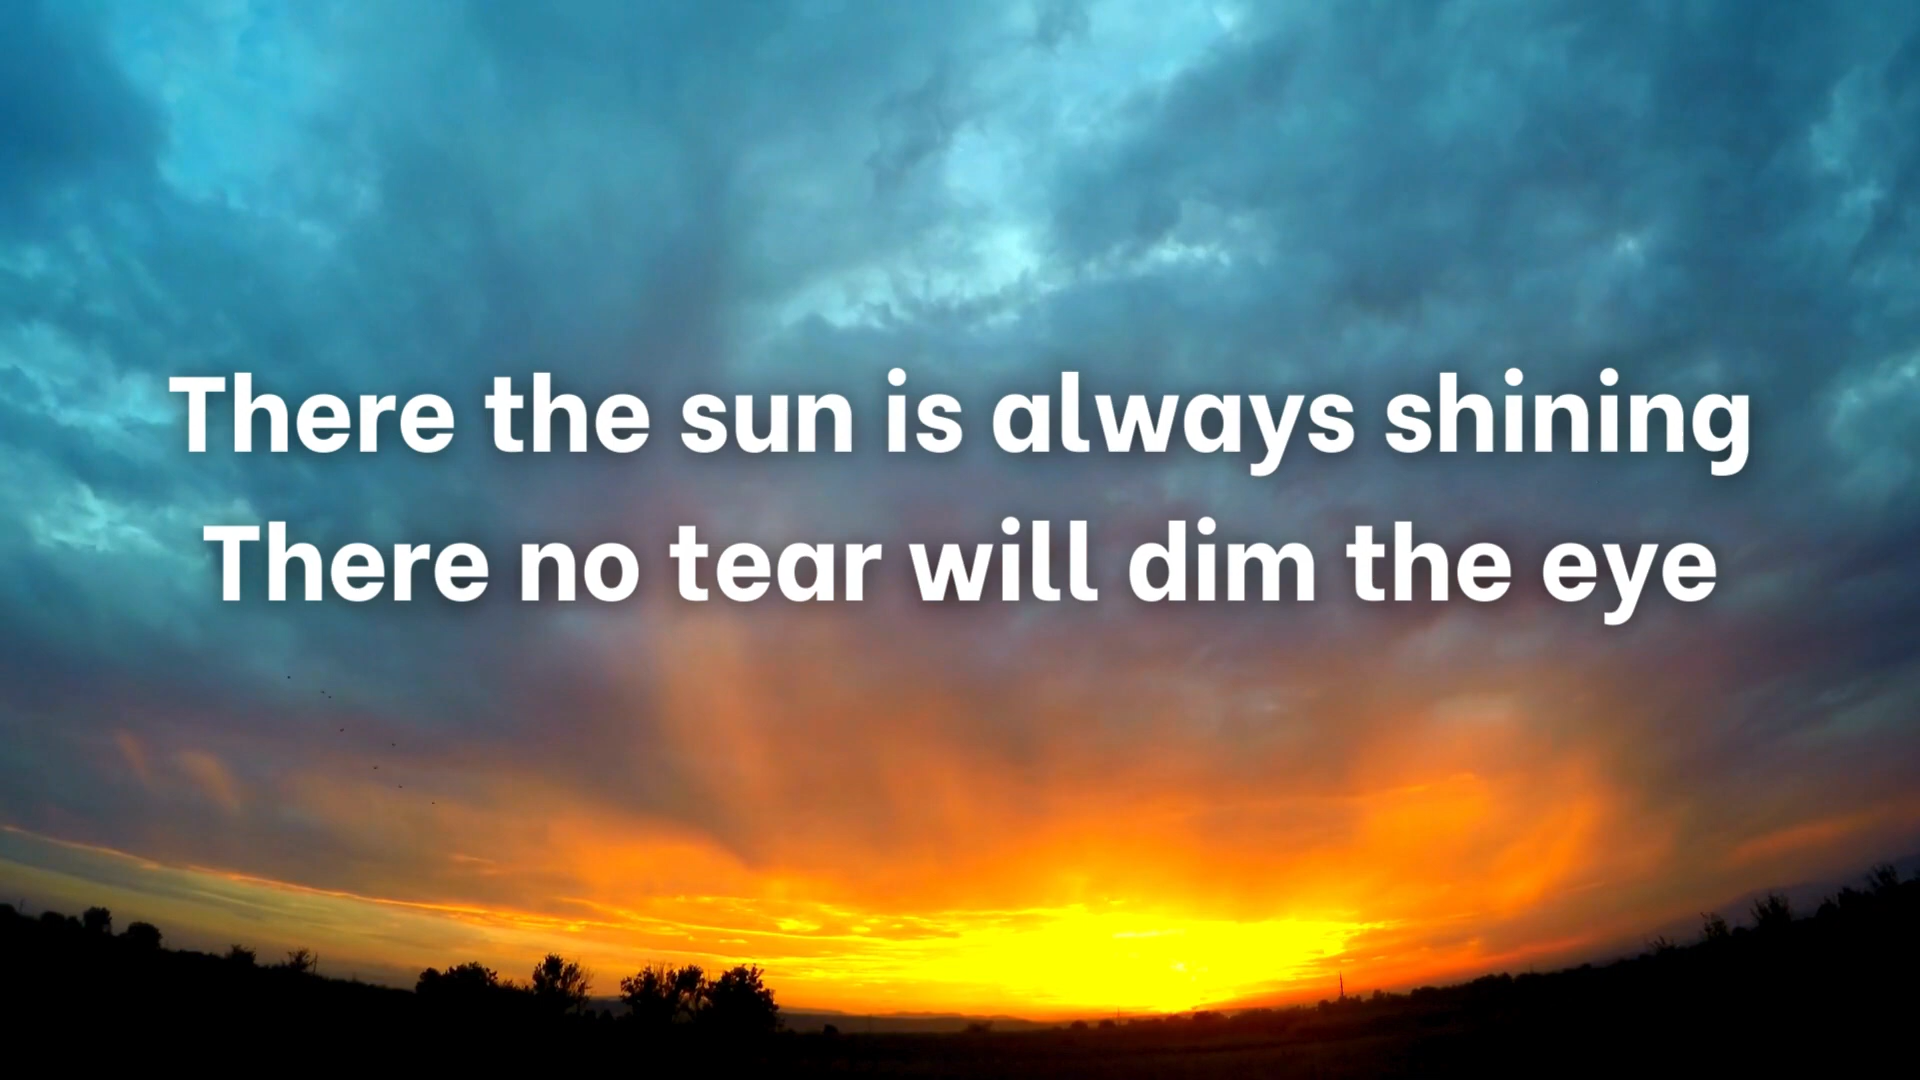 There the sun is always shining
There no tear will dim the eye